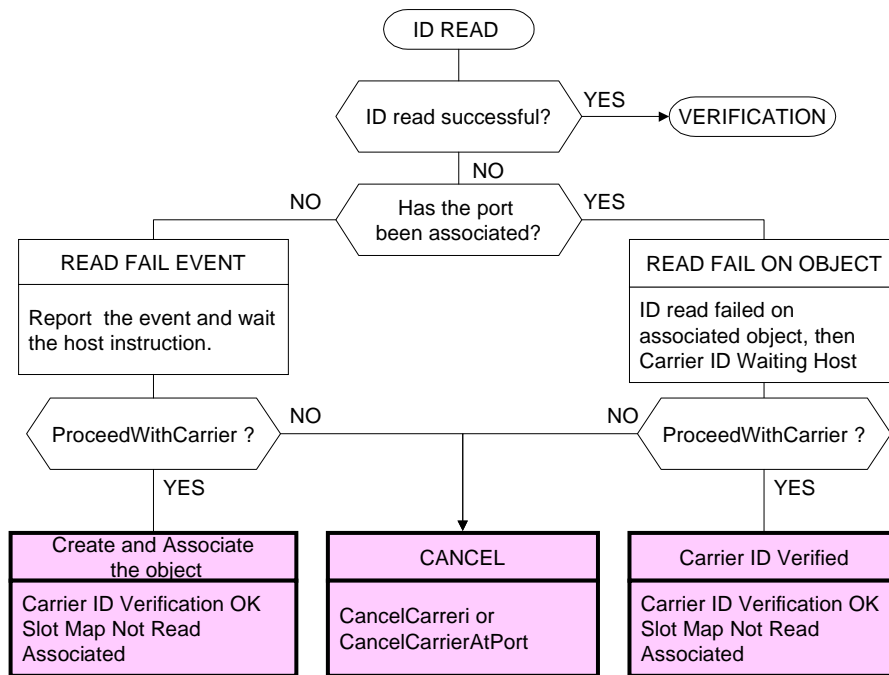 ID READ
ID read successful?
YES
VERIFICATION
NO
NO
Has the port
been associated?
YES
READ FAIL EVENT
Report the event and wait
the host instruction.
READ FAIL ON OBJECT
ID read failed on
associated object, then
Carrier ID Waiting Host
ProceedWithCarrier ?
NO
NO
ProceedWithCarrier ?
YES
YES
Create and Associate
the object
Carrier ID Verification OK
Slot Map Not Read
Associated
CANCEL
CancelCarreri or
CancelCarrierAtPort
Carrier ID Verified
Carrier ID Verification OK
Slot Map Not Read
Associated